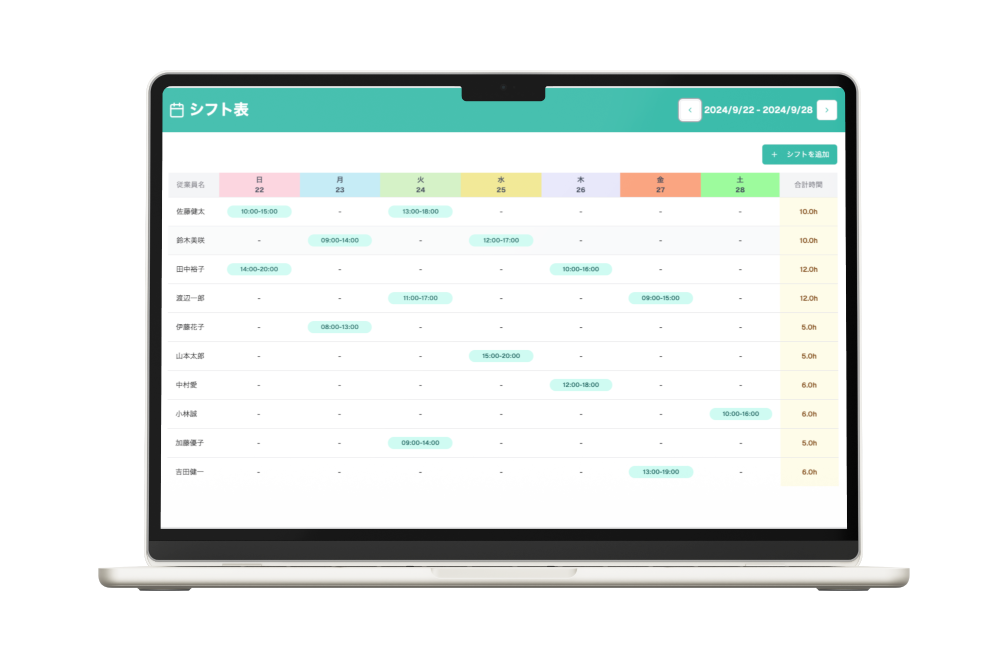 シフト表
‹ 2024/9/22 - 2024/9/28 ›
+ シフトを追加
従業員名 日 22 月 23 火 24 水 25 木 26 金 27 土 28 合計時間
佐藤健太 10:00-15:00 - 13:00-18:00 - - - - 10.0h
鈴木美咲 - 09:00-14:00 - 12:00-17:00 - - - 10.0h
田中裕子 14:00-20:00 - - - 10:00-16:00 - - 12.0h
渡辺一郎 - - 11:00-17:00 - - 09:00-15:00 - 12.0h
伊藤花子 - 08:00-13:00 - - - - - 5.0h
山本太郎 - - - 15:00-20:00 - - - 5.0h
中村愛 - - - - 12:00-18:00 - - 6.0h
小林誠 - - - - - - 10:00-16:00 6.0h
加藤優子 - - 09:00-14:00 - - - - 5.0h
吉田健一 - - - - - 13:00-19:00 - 6.0h